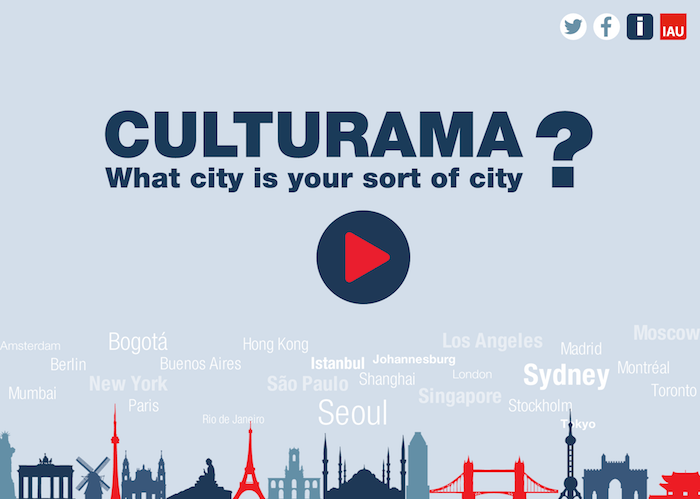 IAU
CULTURAMA ?
What city is your sort of city
Moscow
Amsterdam
Bogotá
Hong Kong
Los Angeles
Madrid
Berlin
Buenos Aires
Istanbul
Johannesburg
Montréal
New York
São Paulo
Shanghai
London
Sydney
Mumbai
Paris
Singapore
Toronto
Rio de Janeiro
Seoul
Stockholm
Tokyo